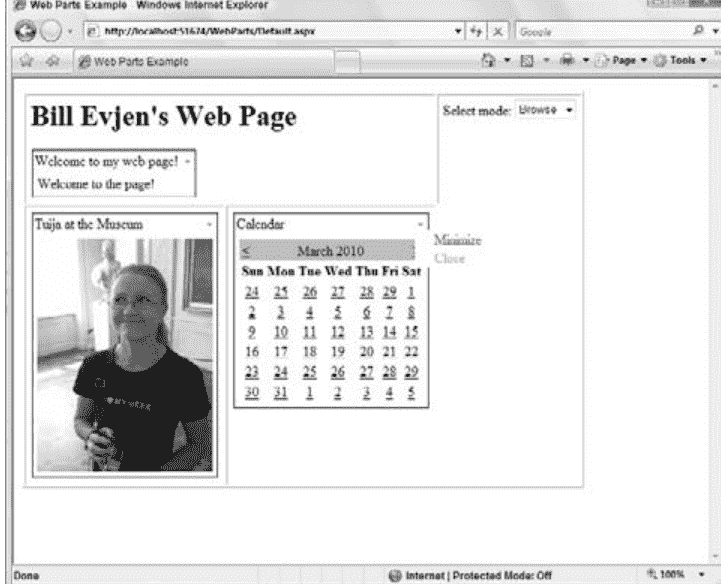 Web Parts Example - Windows Internet Explorer
http://localhost:51674/WebParts/Default.aspx
Google
Web Parts Example
Page
Tools
Bill Evjen's Web Page
Select mode: Browse
Welcome to my web page!
Welcome to the page!
Tuija at the Museum
Calendar
Minimize
Close
< March 2010
Sun Mon Tue Wed Thu Fri Sat
24 25 26 27 28 29 1
2 3 4 5 6 7 8
9 10 11 12 13 14 15
16 17 18 19 20 21 22
23 24 25 26 27 28 29
30 31 1 2 3 4 5
Done
Internet | Protected Mode: Off
100%